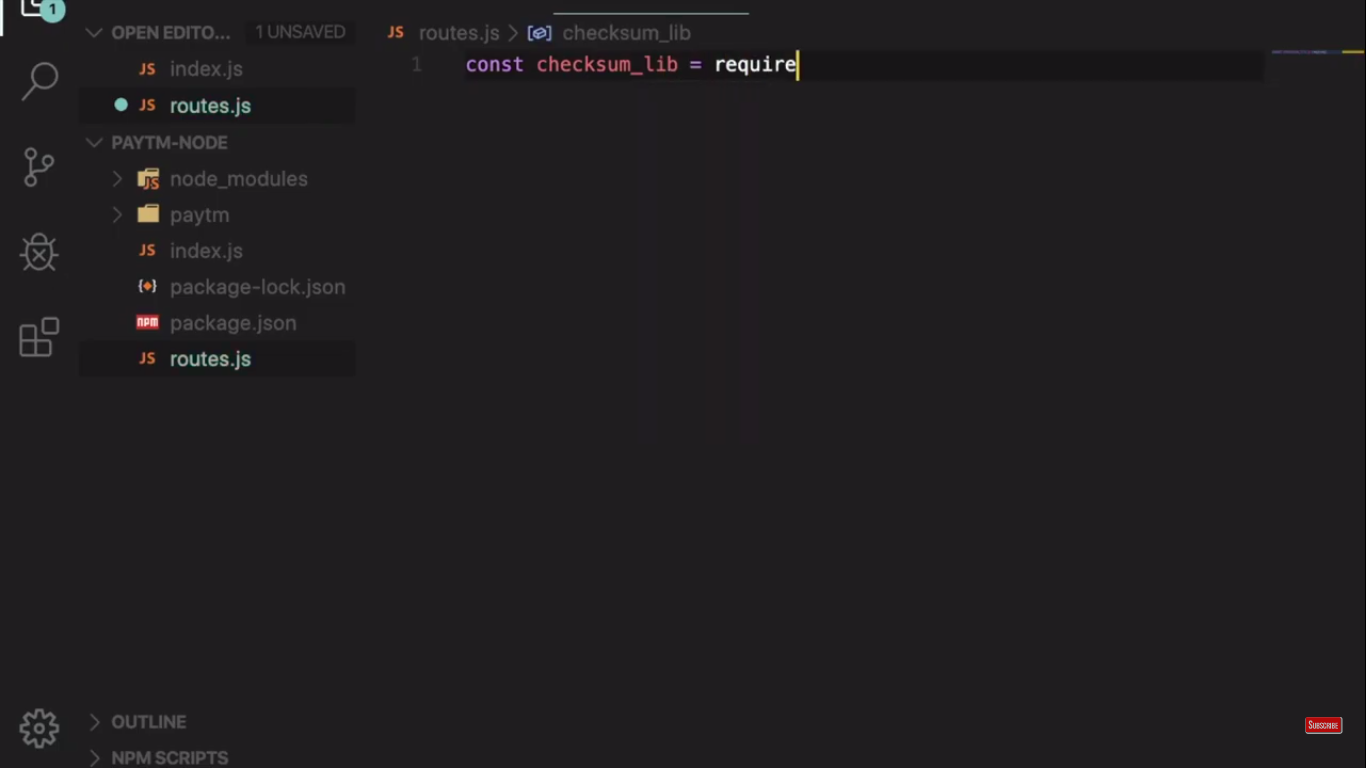 1
OPEN EDITO... 1 UNSAVED
JS index.js
JS routes.js
PAYTM-NODE
JS node_modules
paytm
JS index.js
package-lock.json
npm package.json
JS routes.js
OUTLINE
NPM SCRIPTS
JS routes.js > checksum_lib
1 const checksum_lib = require
SUBSCRIBE